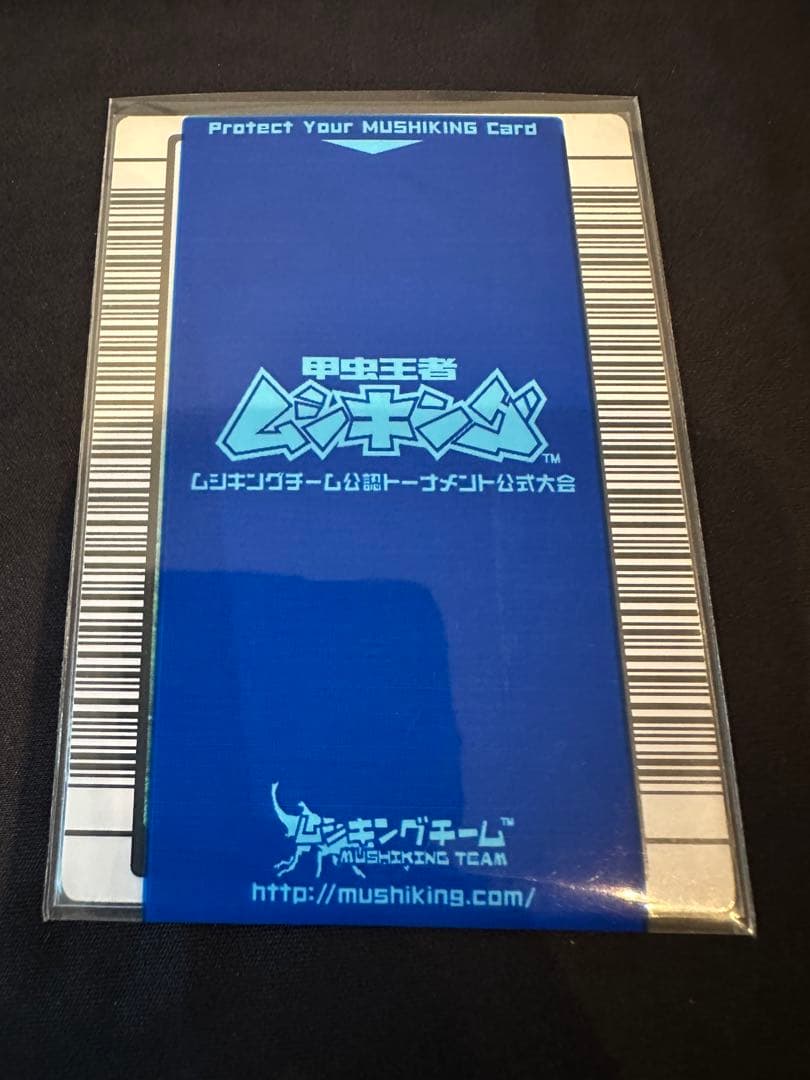 Protect Your MUSHIKING Card
甲虫王者
ムシキング
TM
ムシキングチーム公認トーナメント公式大会
ムシキングチーム TM
MUSHIKING TEAM
http://mushiking.com/